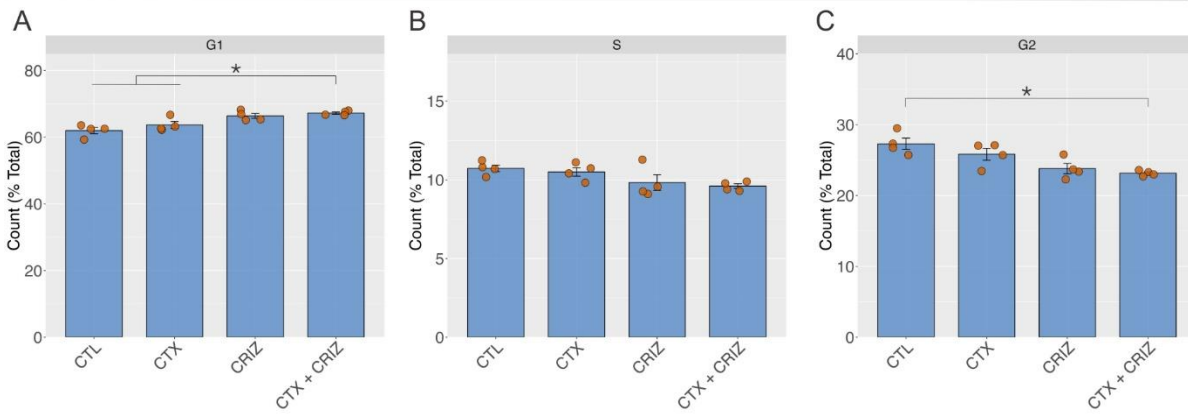 A
G1
*
Count (% Total)
80
60
40
20
0
CTL
CTX
CRIZ
CTX + CRIZ
B
S
Count (% Total)
15
10
5
0
CTL
CTX
CRIZ
CTX + CRIZ
C
G2
*
Count (% Total)
40
30
20
10
0
CTL
CTX
CRIZ
CTX + CRIZ